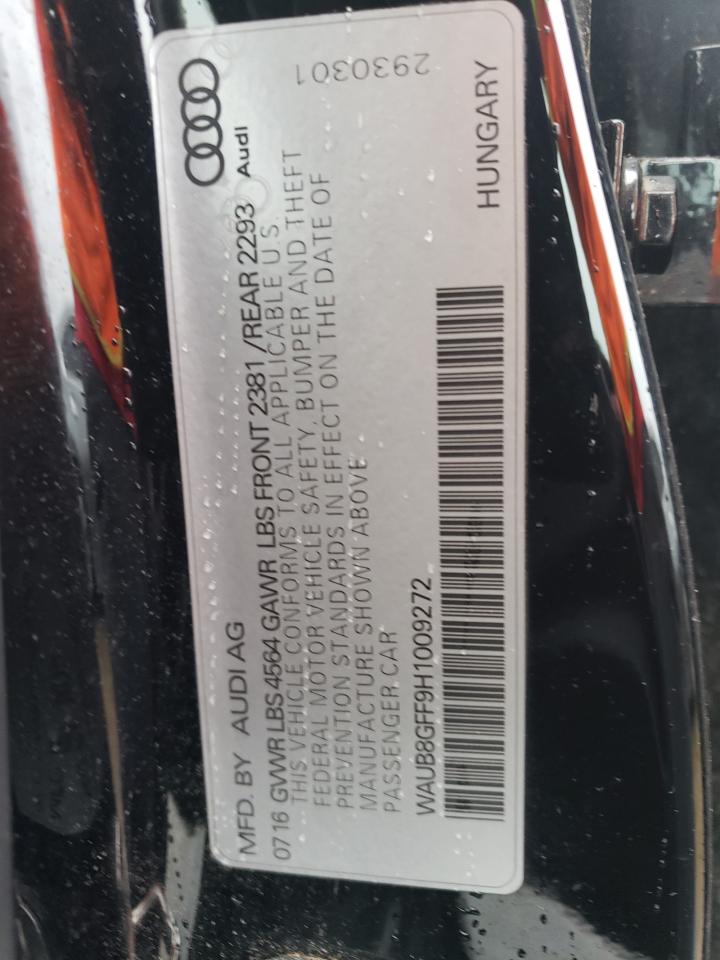 MFD. BY AUDI AG
Audi
0716 GVWR LBS 4564 GAWR LBS FRONT 2381 /REAR 2293
THIS VEHICLE CONFORMS TO ALL APPLICABLE U.S.
FEDERAL MOTOR VEHICLE SAFETY, BUMPER AND THEFT
PREVENTION STANDARDS IN EFFECT ON THE DATE OF
MANUFACTURE SHOWN ABOVE
PASSENGER CAR
WAUB8GFF9H1009272
HUNGARY
2930301